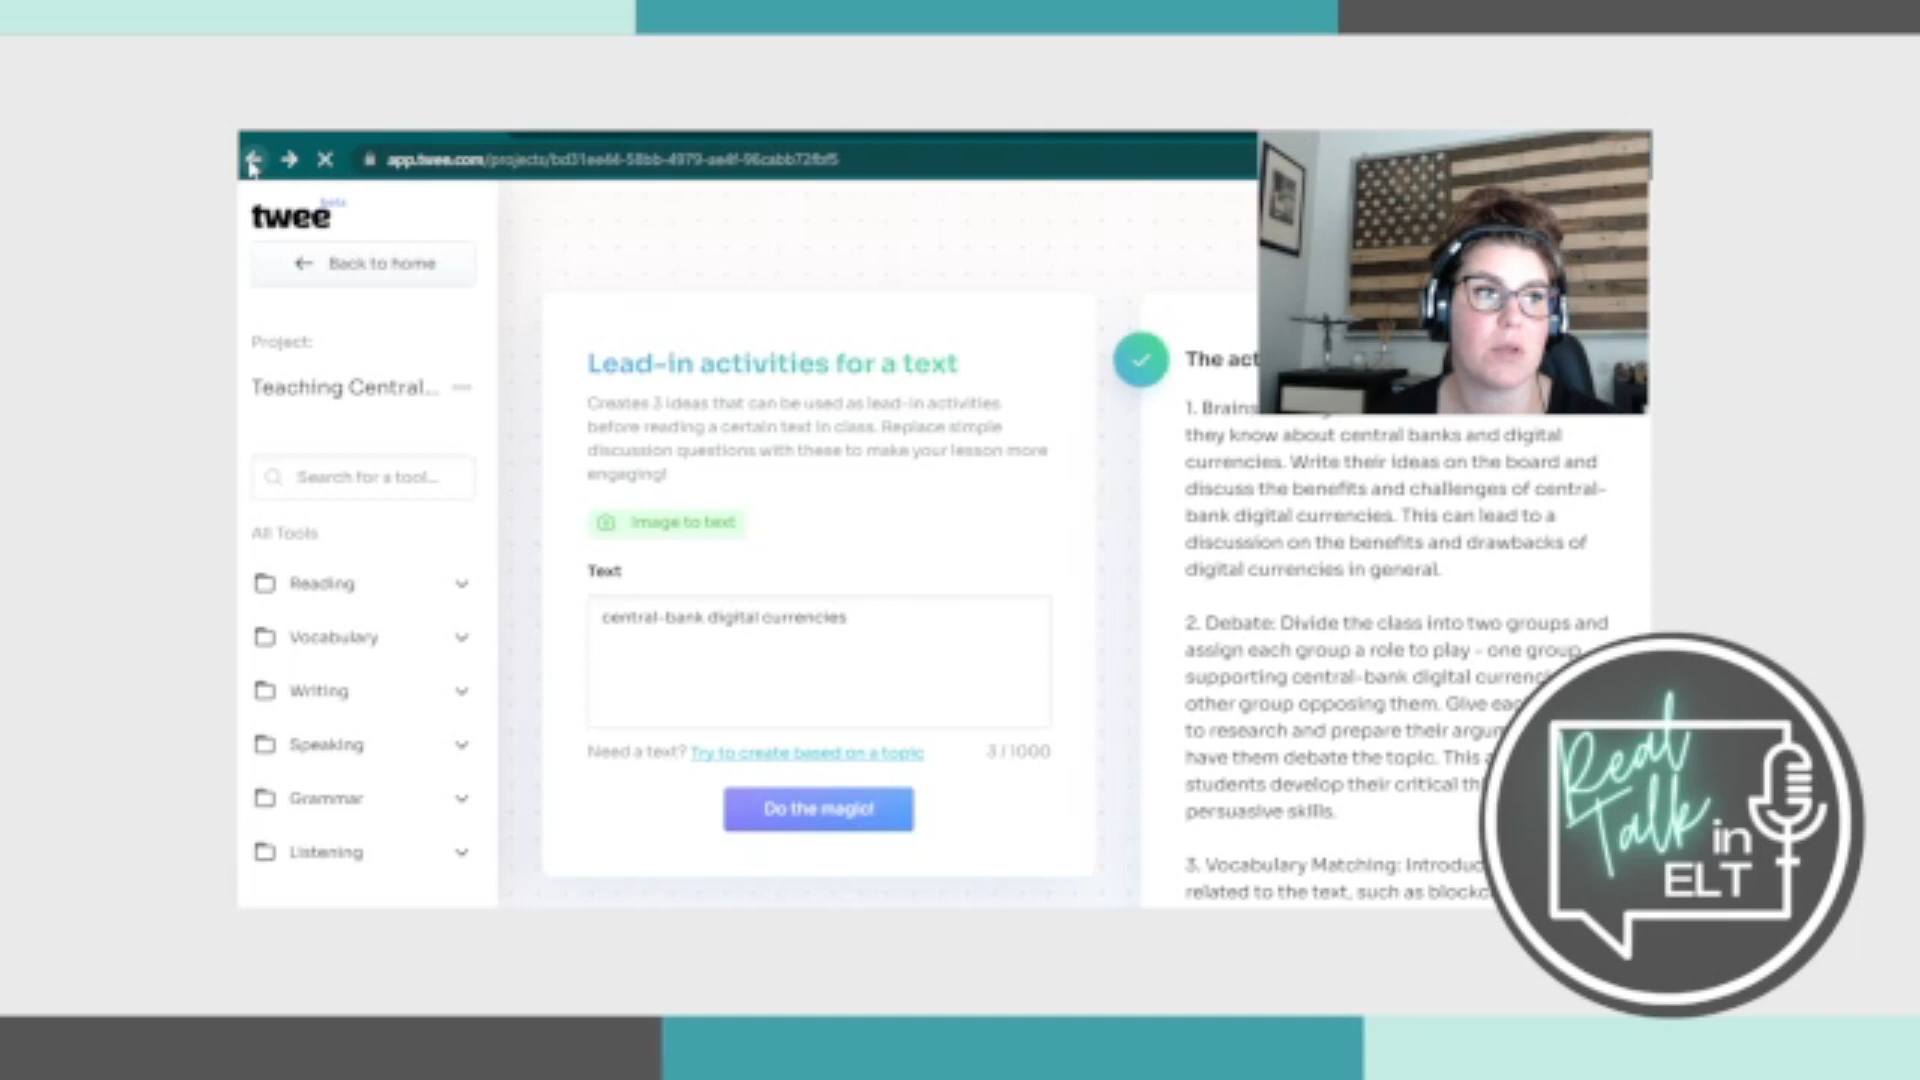 app.twee.com/projects/bd31ee44-58bb-4979-ae4f-96cabb72fbf5
twee beta
Back to home
Project:
Teaching Central...
Search for a tool...
All Tools
Reading
Vocabulary
Writing
Speaking
Grammar
Listening
Lead-in activities for a text
Creates 3 ideas that can be used as lead-in activities
before reading a certain text in class. Replace simple
discussion questions with these to make your lesson more
engaging!
Image to text
Text
central-bank digital currencies
Need a text? Try to create based on a topic 3 / 1000
Do the magic!
The act
1. Brains
they know about central banks and digital
currencies. Write their ideas on the board and
discuss the benefits and challenges of central-
bank digital currencies. This can lead to a
discussion on the benefits and drawbacks of
digital currencies in general.
2. Debate: Divide the class into two groups and
assign each group a role to play - one group
supporting central-bank digital currenci
other group opposing them. Give eac
to research and prepare their argum
have them debate the topic. This a
students develop their critical th
persuasive skills.
3. Vocabulary Matching: Introduc
related to the text, such as blockc
Real
Talk
in
ELT